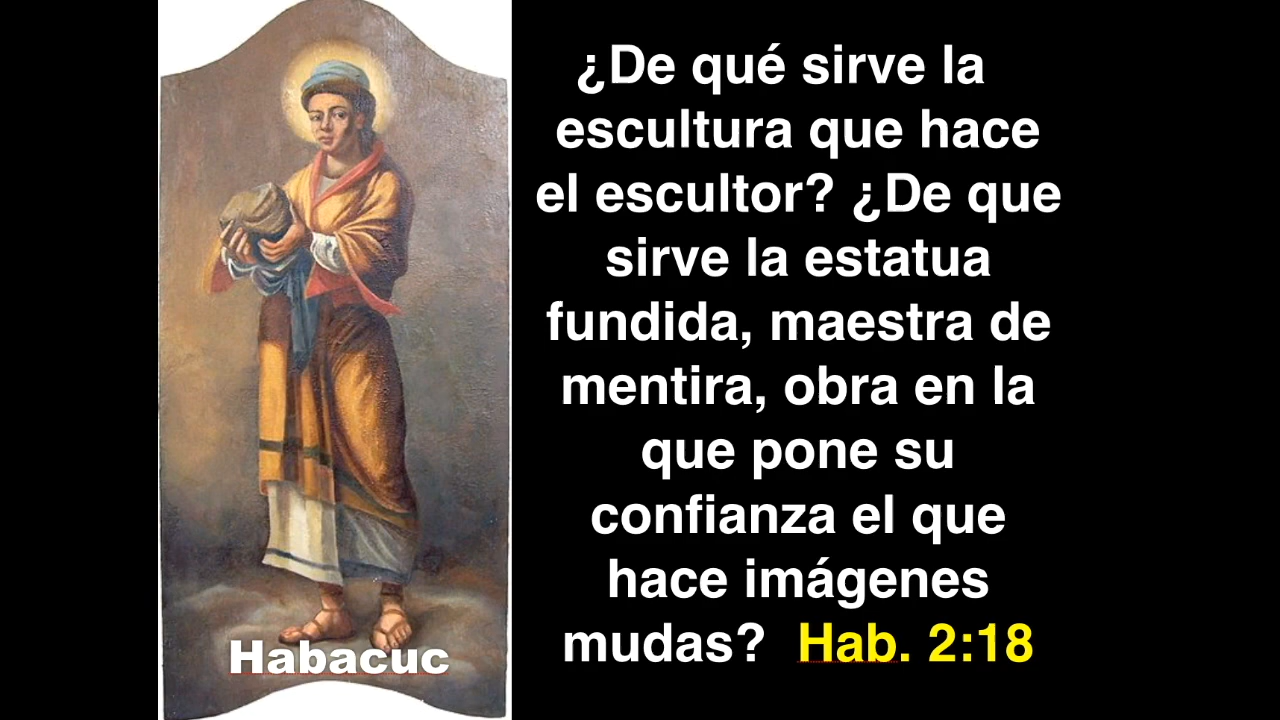 ¿De qué sirve la
escultura que hace
el escultor? ¿De que
sirve la estatua
fundida, maestra de
mentira, obra en la
que pone su
confianza el que
hace imágenes
mudas?  Hab. 2:18
Habacuc